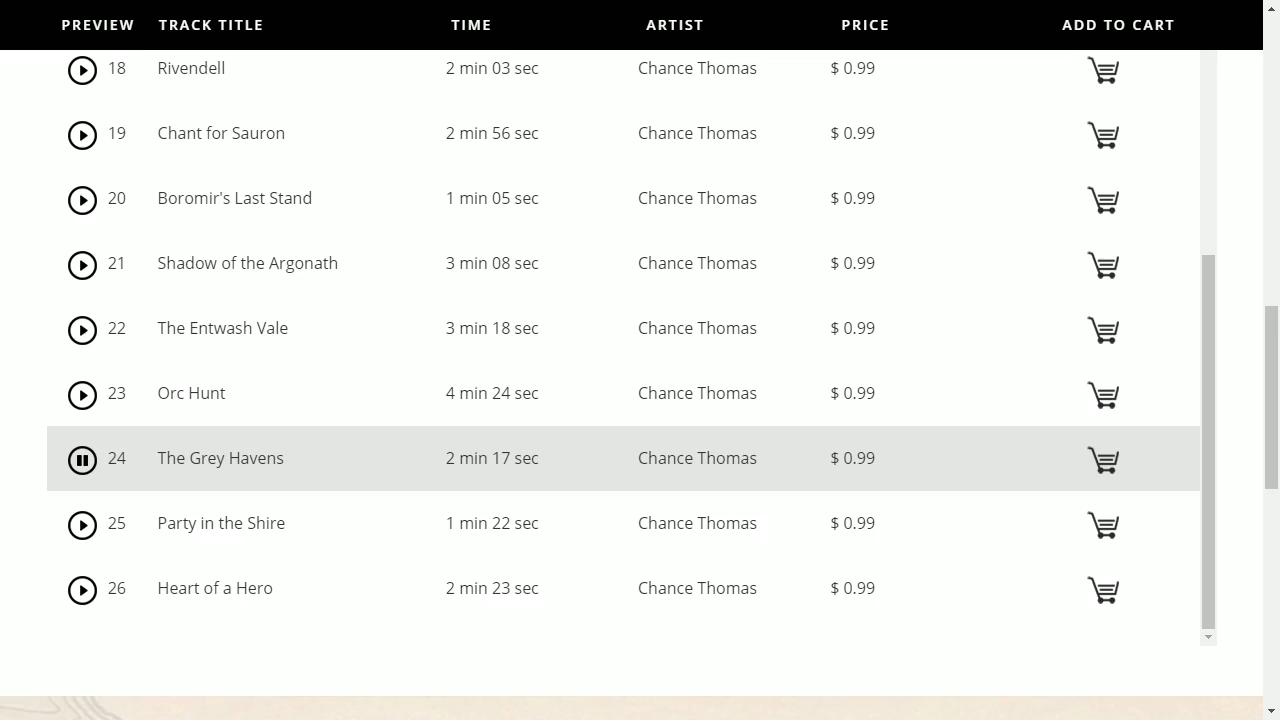 PREVIEW TRACK TITLE TIME ARTIST PRICE ADD TO CART
18 Rivendell 2 min 03 sec Chance Thomas $ 0.99
19 Chant for Sauron 2 min 56 sec Chance Thomas $ 0.99
20 Boromir's Last Stand 1 min 05 sec Chance Thomas $ 0.99
21 Shadow of the Argonath 3 min 08 sec Chance Thomas $ 0.99
22 The Entwash Vale 3 min 18 sec Chance Thomas $ 0.99
23 Orc Hunt 4 min 24 sec Chance Thomas $ 0.99
24 The Grey Havens 2 min 17 sec Chance Thomas $ 0.99
25 Party in the Shire 1 min 22 sec Chance Thomas $ 0.99
26 Heart of a Hero 2 min 23 sec Chance Thomas $ 0.99